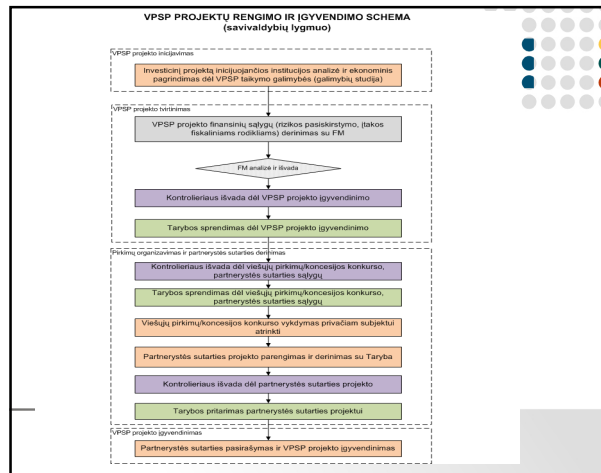 VPSP PROJEKTŲ RENGIMO IR ĮGYVENDIMO SCHEMA
(savivaldybių lygmuo)
VPSP projekto inicijavimas
Investicinį projektą inicijuojančios institucijos analizė ir ekonominis
pagrindimas dėl VPSP taikymo galimybės (galimybių studija)
VPSP projekto tvirtinimas
VPSP projekto finansinių sąlygų (rizikos pasiskirstymo, įtakos
fiskaliniams rodikliams) derinimas su FM
FM analizė ir išvada
Kontrolieriaus išvada dėl VPSP projekto įgyvendinimo
Tarybos sprendimas dėl VPSP projekto įgyvendinimo
Pirkimų organizavimas ir partnerystės sutarties derinimas
Kontrolieriaus išvada dėl viešųjų pirkimų/koncesijos konkurso,
partnerystės sutarties sąlygų
Tarybos sprendimas dėl viešųjų pirkimų/koncesijos konkurso,
partnerystės sutarties sąlygų
Viešųjų pirkimų/koncesijos konkurso vykdymas privačiam subjektui
atrinkti
Partnerystės sutarties projekto parengimas ir derinimas su Taryba
Kontrolieriaus išvada dėl partnerystės sutarties projekto
Tarybos pritarimas partnerystės sutarties projektui
VPSP projekto įgyvendinimas
Partnerystės sutarties pasirašymas ir VPSP projekto įgyvendinimas